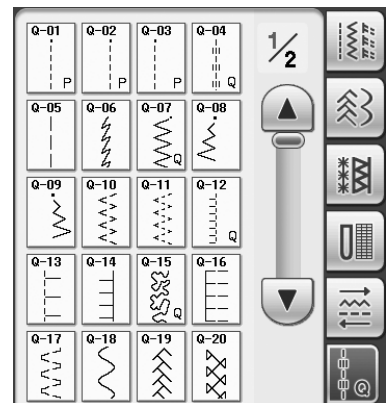 Q-01 Q-02 Q-03 Q-04 1/2
P P P Q
Q-05 Q-06 Q-07 Q-08
Q
Q-09 Q-10 Q-11 Q-12
Q
Q-13 Q-14 Q-15 Q-16
Q
Q-17 Q-18 Q-19 Q-20
Q